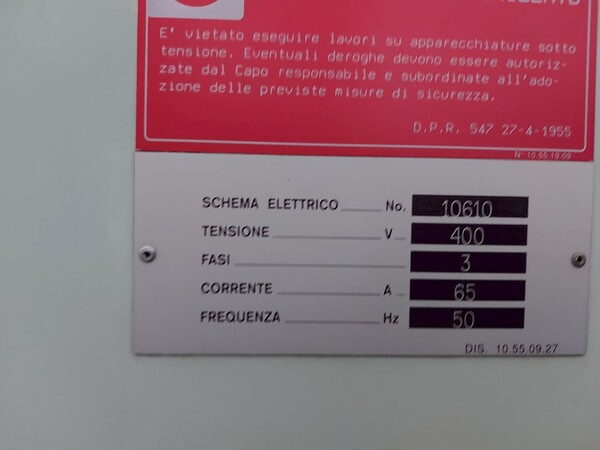 E' vietato eseguire lavori su apparecchiature sotto
tensione. Eventuali deroghe devono essere autoriz-
zate dal Capo responsabile e subordinate all'ado-
zione delle previste misure di sicurezza.
D.P.R. 547 27-4-1955
N° 10.55.19.09
SCHEMA ELETTRICO No. 10610
TENSIONE V 400
FASI 3
CORRENTE A 65
FREQUENZA Hz 50
DIS. 10.55.09.27